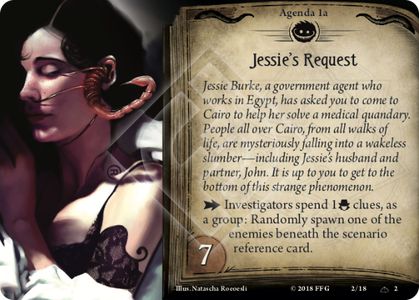 Agenda 1a
Jessie's Request
Jessie Burke, a government agent who
works in Egypt, has asked you to come to
Cairo to help her solve a medical quandary.
People all over Cairo, from all walks of
life, are mysteriously falling into a wakeless
slumber—including Jessie's husband and
partner, John. It is up to you to get to the
bottom of this strange phenomenon.
Investigators spend 1 clues, as
a group: Randomly spawn one of the
enemies beneath the scenario
reference card.
7
Illus. Natascha Roeoesli © 2018 FFG 2/18 2